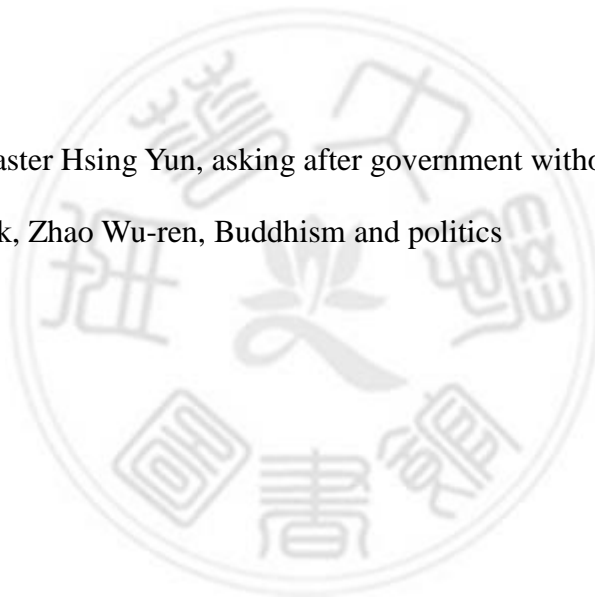 aster Hsing Yun, asking after government witho
k, Zhao Wu-ren, Buddhism and politics